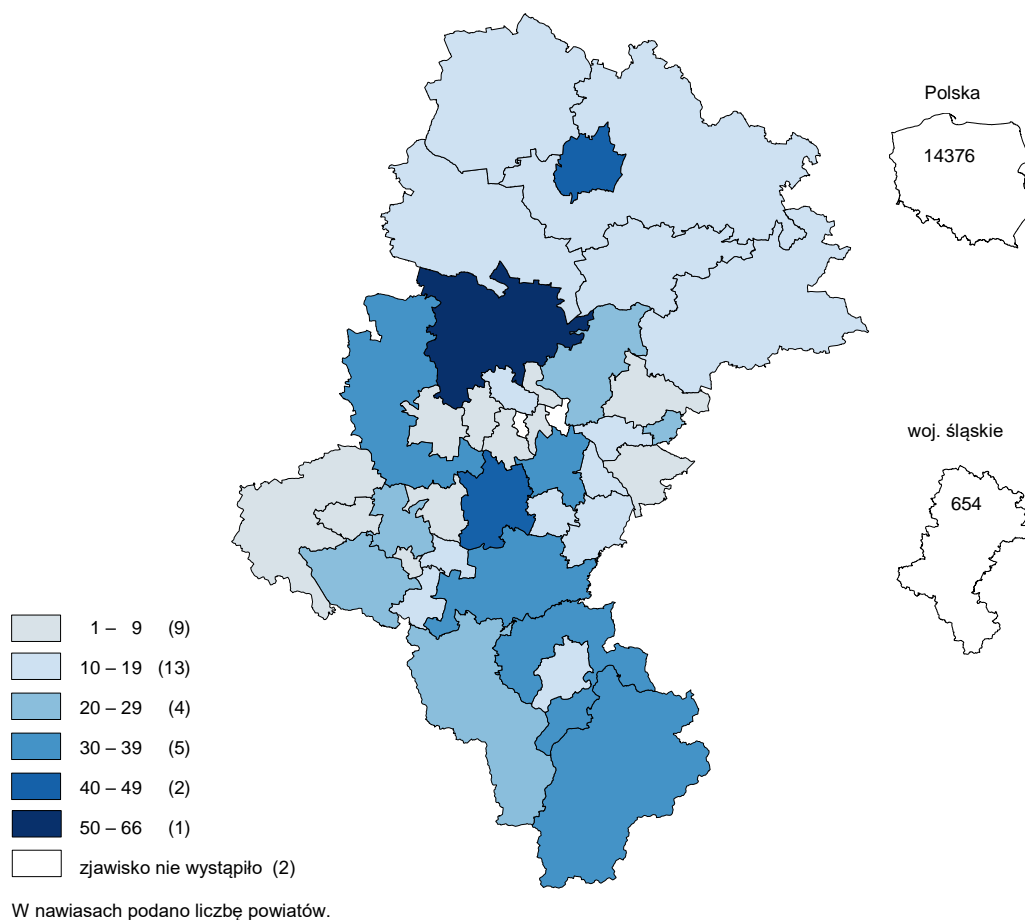 Polska
14376
woj. śląskie
654
1 – 9 (9)
10 – 19 (13)
20 – 29 (4)
30 – 39 (5)
40 – 49 (2)
50 – 66 (1)
zjawisko nie wystąpiło (2)
W nawiasach podano liczbę powiatów.